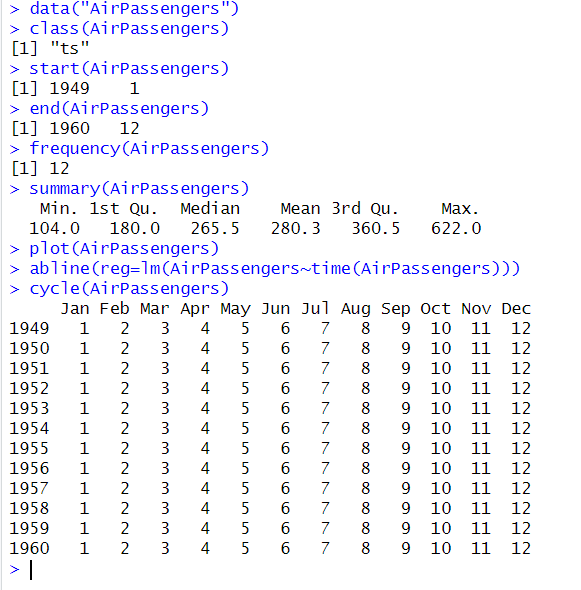 > data("AirPassengers")
> class(AirPassengers)
[1] "ts"
> start(AirPassengers)
[1] 1949    1
> end(AirPassengers)
[1] 1960   12
> frequency(AirPassengers)
[1] 12
> summary(AirPassengers)
   Min. 1st Qu.  Median    Mean 3rd Qu.    Max.
  104.0   180.0   265.5   280.3   360.5   622.0
> plot(AirPassengers)
> abline(reg=lm(AirPassengers~time(AirPassengers)))
> cycle(AirPassengers)
     Jan Feb Mar Apr May Jun Jul Aug Sep Oct Nov Dec
1949   1   2   3   4   5   6   7   8   9  10  11  12
1950   1   2   3   4   5   6   7   8   9  10  11  12
1951   1   2   3   4   5   6   7   8   9  10  11  12
1952   1   2   3   4   5   6   7   8   9  10  11  12
1953   1   2   3   4   5   6   7   8   9  10  11  12
1954   1   2   3   4   5   6   7   8   9  10  11  12
1955   1   2   3   4   5   6   7   8   9  10  11  12
1956   1   2   3   4   5   6   7   8   9  10  11  12
1957   1   2   3   4   5   6   7   8   9  10  11  12
1958   1   2   3   4   5   6   7   8   9  10  11  12
1959   1   2   3   4   5   6   7   8   9  10  11  12
1960   1   2   3   4   5   6   7   8   9  10  11  12
>